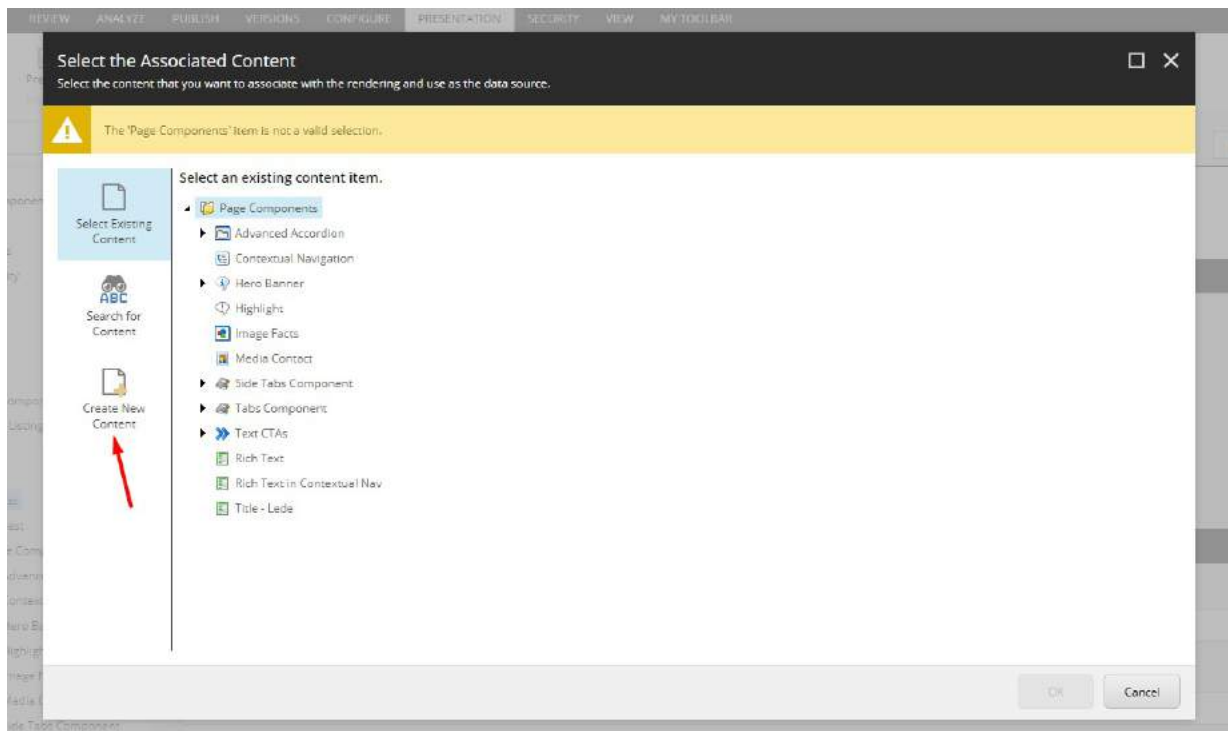 REVIEW ANALYZE PUBLISH VERSIONS CONFIGURE PRESENTATION SECURITY VIEW MY TOOLBAR
Select the Associated Content
Select the content that you want to associate with the rendering and use as the data source.
The 'Page Components' item is not a valid selection.
Select Existing
Content
ABC
Search for
Content
Create New
Content
Select an existing content item.
Page Components
Advanced Accordion
Contextual Navigation
Hero Banner
Highlight
Image Facts
Media Contact
Side Tabs Component
Tabs Component
Text CTAs
Rich Text
Rich Text in Contextual Nav
Title - Lede
OK
Cancel
Side Tabs Component